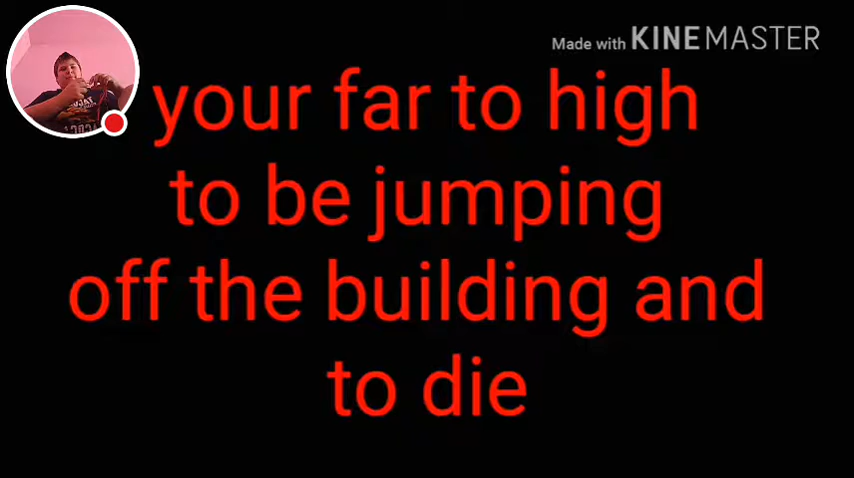 Made with KINEMASTER
your far to high
to be jumping
off the building and
to die